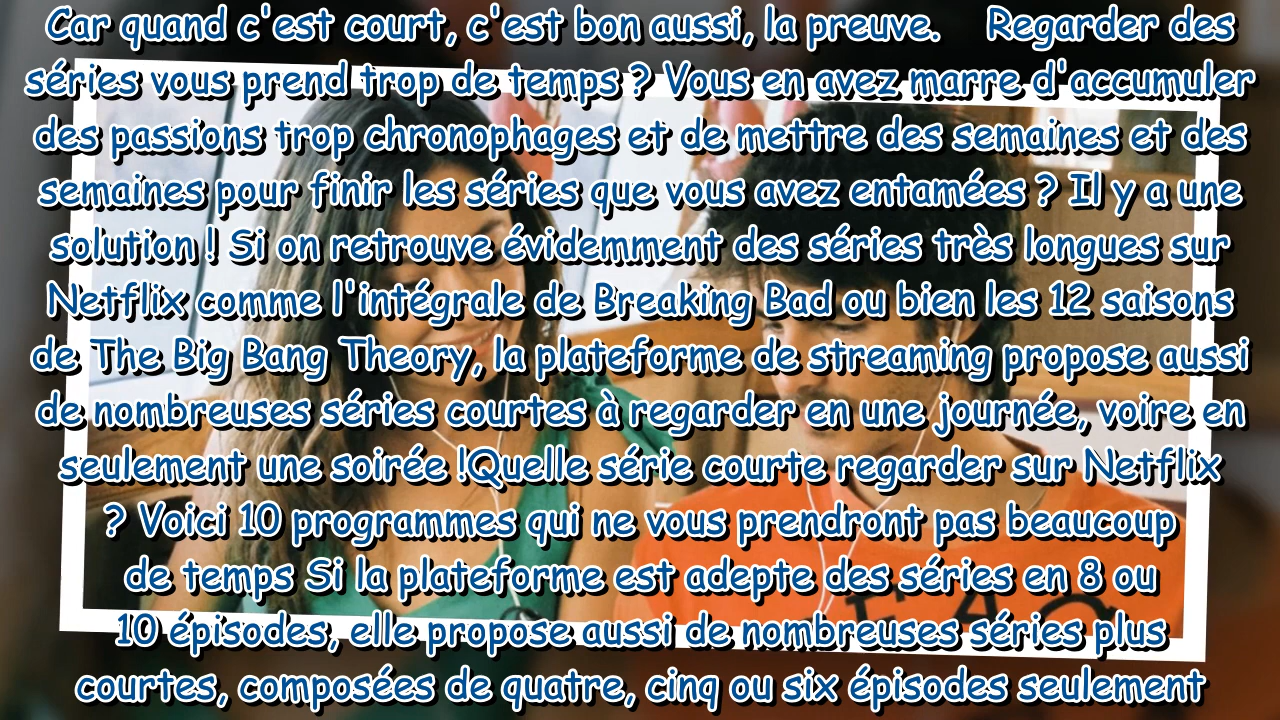 Car quand c'est court, c'est bon aussi, la preuve. Regarder des
séries vous prend trop de temps ? Vous en avez marre d'accumuler
des passions trop chronophages et de mettre des semaines et des
semaines pour finir les séries que vous avez entamées ? Il y a une
solution ! Si on retrouve évidemment des séries très longues sur
Netflix comme l'intégrale de Breaking Bad ou bien les 12 saisons
de The Big Bang Theory, la plateforme de streaming propose aussi
de nombreuses séries courtes à regarder en une journée, voire en
seulement une soirée !Quelle série courte regarder sur Netflix
? Voici 10 programmes qui ne vous prendront pas beaucoup
de temps Si la plateforme est adepte des séries en 8 ou
10 épisodes, elle propose aussi de nombreuses séries plus
courtes, composées de quatre, cinq ou six épisodes seulement